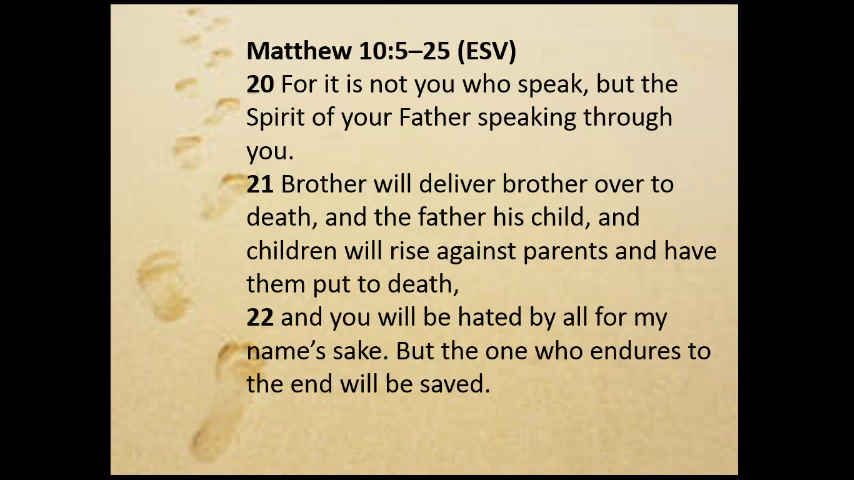 Matthew 10:5–25 (ESV)
20 For it is not you who speak, but the
Spirit of your Father speaking through
you.
21 Brother will deliver brother over to
death, and the father his child, and
children will rise against parents and have
them put to death,
22 and you will be hated by all for my
name’s sake. But the one who endures to
the end will be saved.